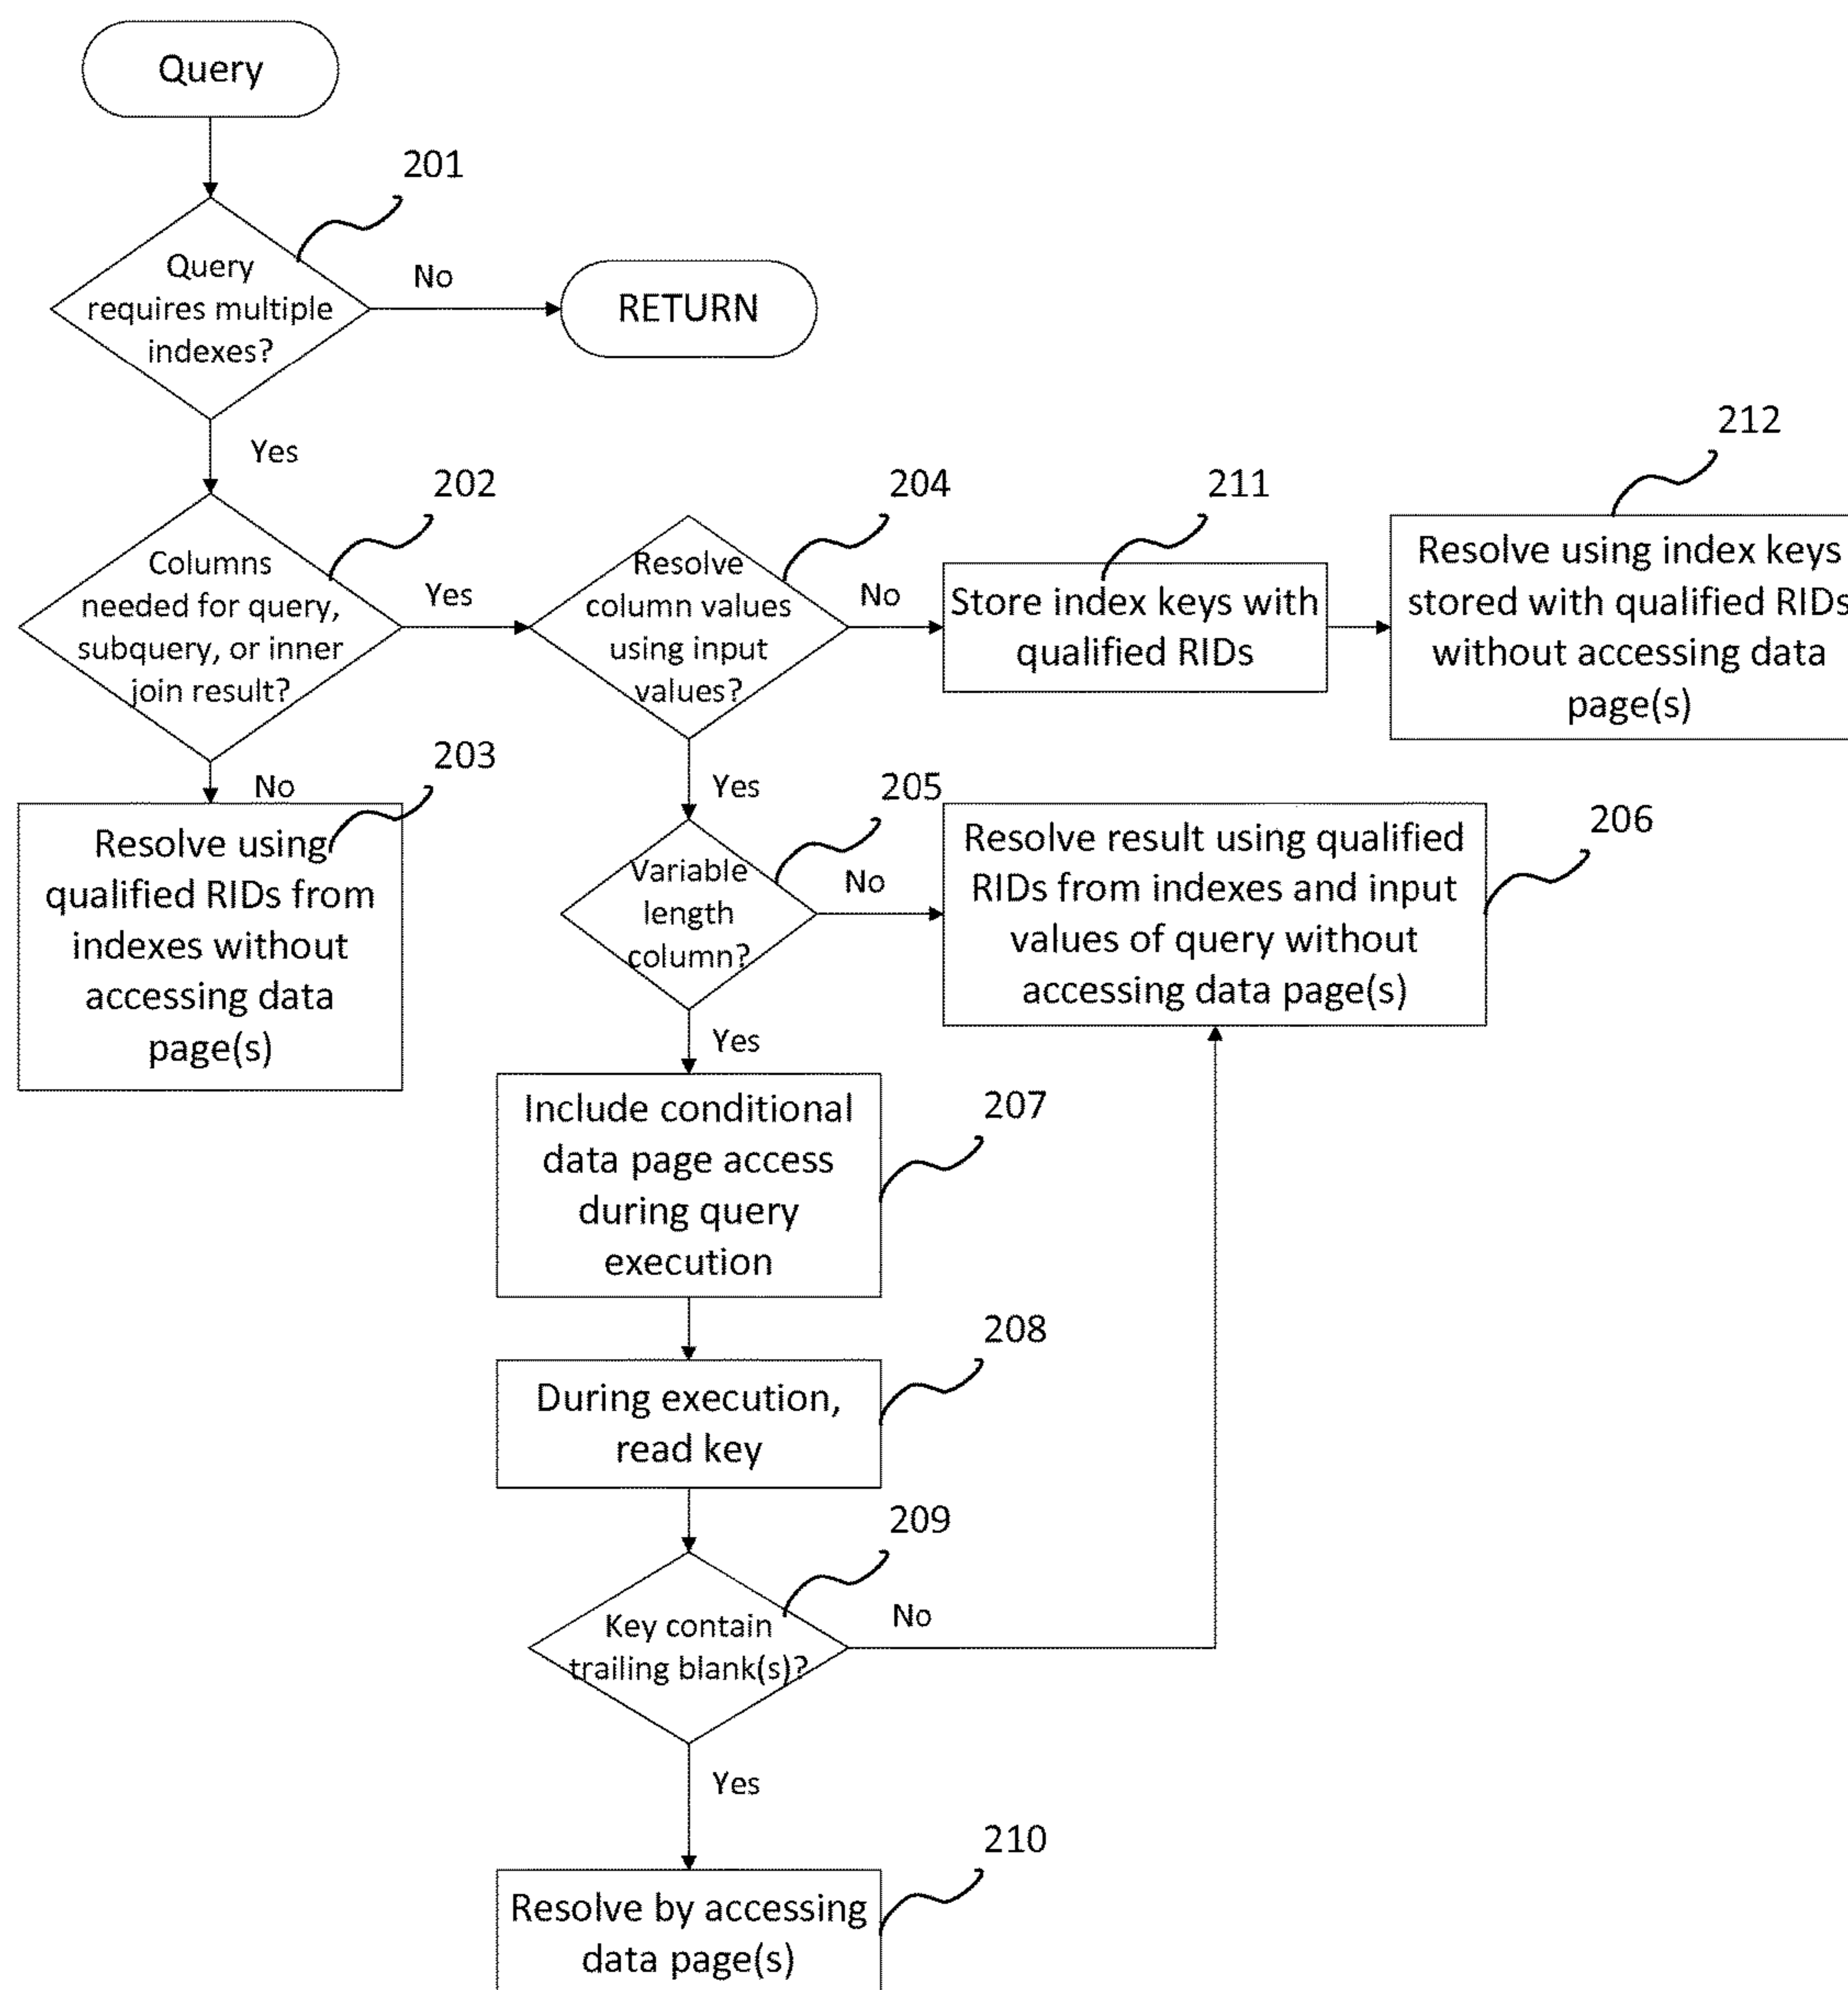 Query
201
Query
requires multiple
indexes?
No
RETURN
Yes
202
Columns
needed for query,
subquery, or inner
join result?
Yes
204
Resolve
column values
using input
values?
No
211
Store index keys with
qualified RIDs
212
Resolve using index keys
stored with qualified RIDs
without accessing data
page(s)
No
203
Resolve using
qualified RIDs from
indexes without
accessing data
page(s)
Yes
205
Variable
length
column?
No
206
Resolve result using qualified
RIDs from indexes and input
values of query without
accessing data page(s)
Yes
207
Include conditional
data page access
during query
execution
208
During execution,
read key
209
Key contain
trailing blank(s)?
No
Yes
210
Resolve by accessing
data page(s)